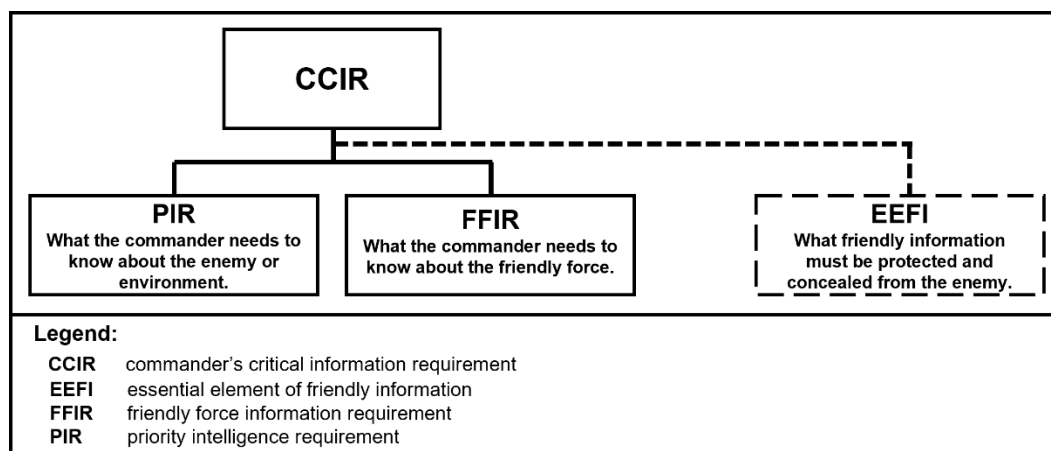 CCIR
PIR
What the commander needs to
know about the enemy or
environment.
FFIR
What the commander needs to
know about the friendly force.
EEFI
What friendly information
must be protected and
concealed from the enemy.
Legend:
CCIR commander's critical information requirement
EEFI essential element of friendly information
FFIR friendly force information requirement
PIR priority intelligence requirement